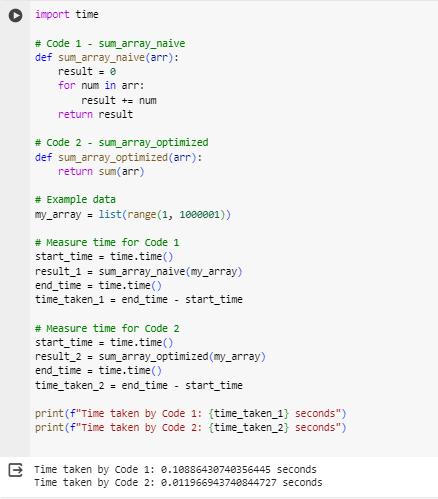 import time
# Code 1 - sum_array_naive
def sum_array_naive(arr):
    result = 0
    for num in arr:
        result += num
    return result
# Code 2 - sum_array_optimized
def sum_array_optimized(arr):
    return sum(arr)
# Example data
my_array = list(range(1, 1000001))
# Measure time for Code 1
start_time = time.time()
result_1 = sum_array_naive(my_array)
end_time = time.time()
time_taken_1 = end_time - start_time
# Measure time for Code 2
start_time = time.time()
result_2 = sum_array_optimized(my_array)
end_time = time.time()
time_taken_2 = end_time - start_time
print(f"Time taken by Code 1: {time_taken_1} seconds")
print(f"Time taken by Code 2: {time_taken_2} seconds")
Time taken by Code 1: 0.10886430740356445 seconds
Time taken by Code 2: 0.011966943740844727 seconds